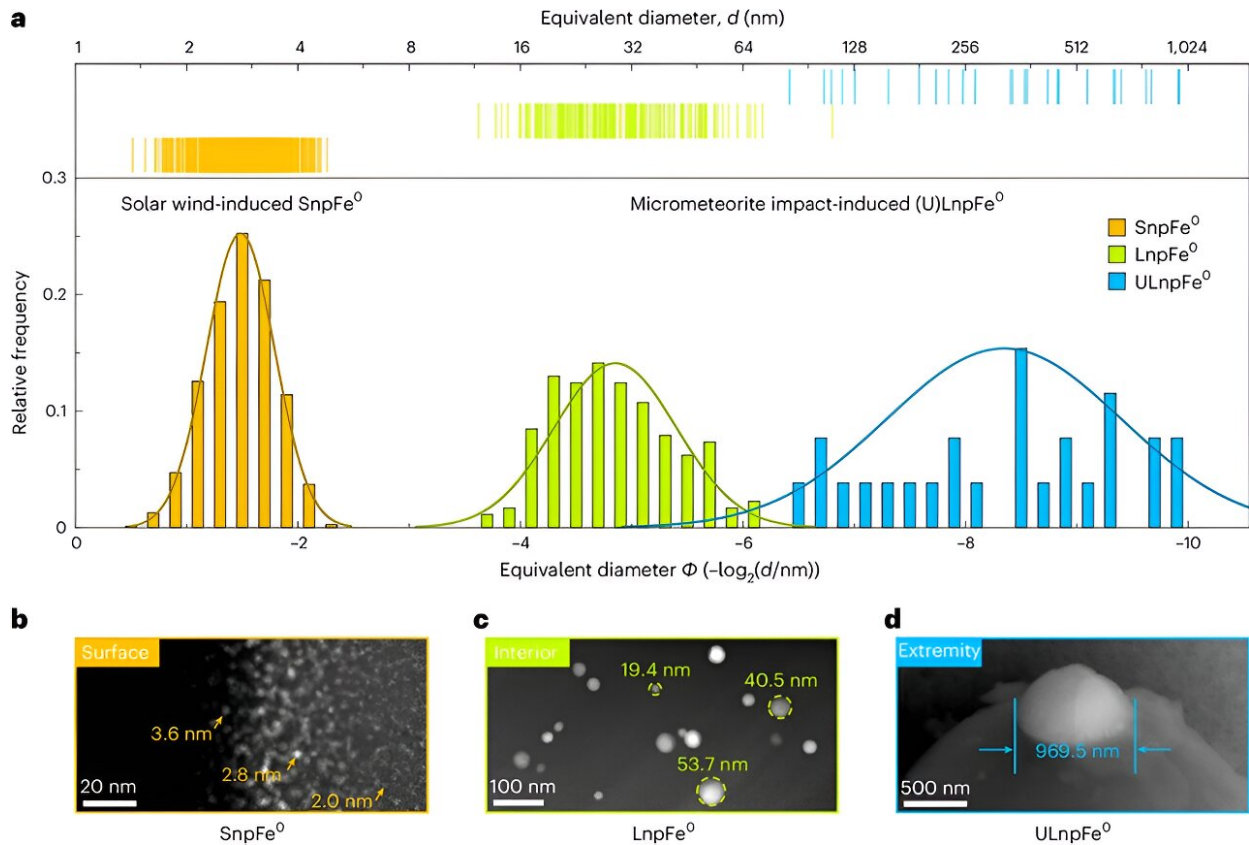 a
Equivalent diameter, d (nm)
1 2 4 8 16 32 64 128 256 512 1,024
0.3
Solar wind-induced SnpFe⁰
Micrometeorite impact-induced (U)LnpFe⁰
SnpFe⁰
LnpFe⁰
ULnpFe⁰
0.2
0.1
0
Relative frequency
0 −2 −4 −6 −8 −10
Equivalent diameter Φ (−log₂(d/nm))
b
Surface
3.6 nm
2.8 nm
2.0 nm
20 nm
SnpFe⁰
c
Interior
19.4 nm
40.5 nm
53.7 nm
100 nm
LnpFe⁰
d
Extremity
969.5 nm
500 nm
ULnpFe⁰